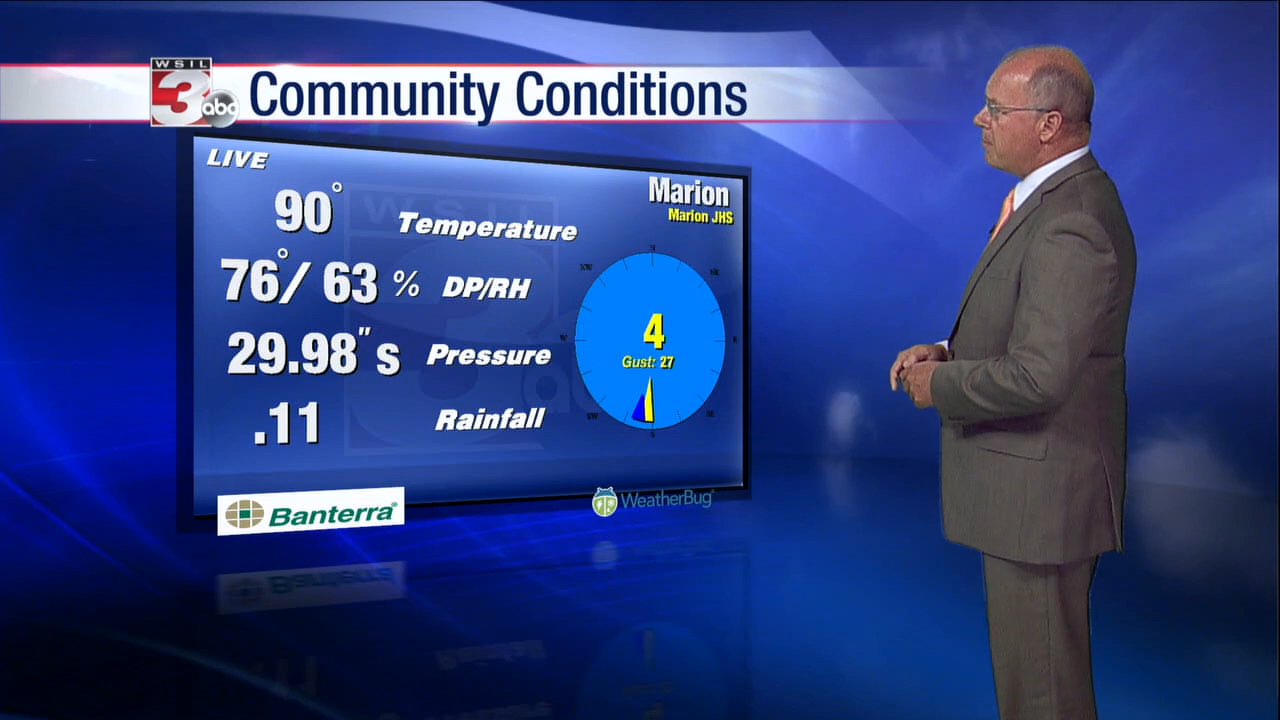 WSIL
3
abc
Community Conditions
LIVE
Marion
Marion JHS
90° Temperature
76°/ 63 % DP/RH
29.98" s Pressure
.11 Rainfall
N
4
Gust: 27
Banterra
WeatherBug